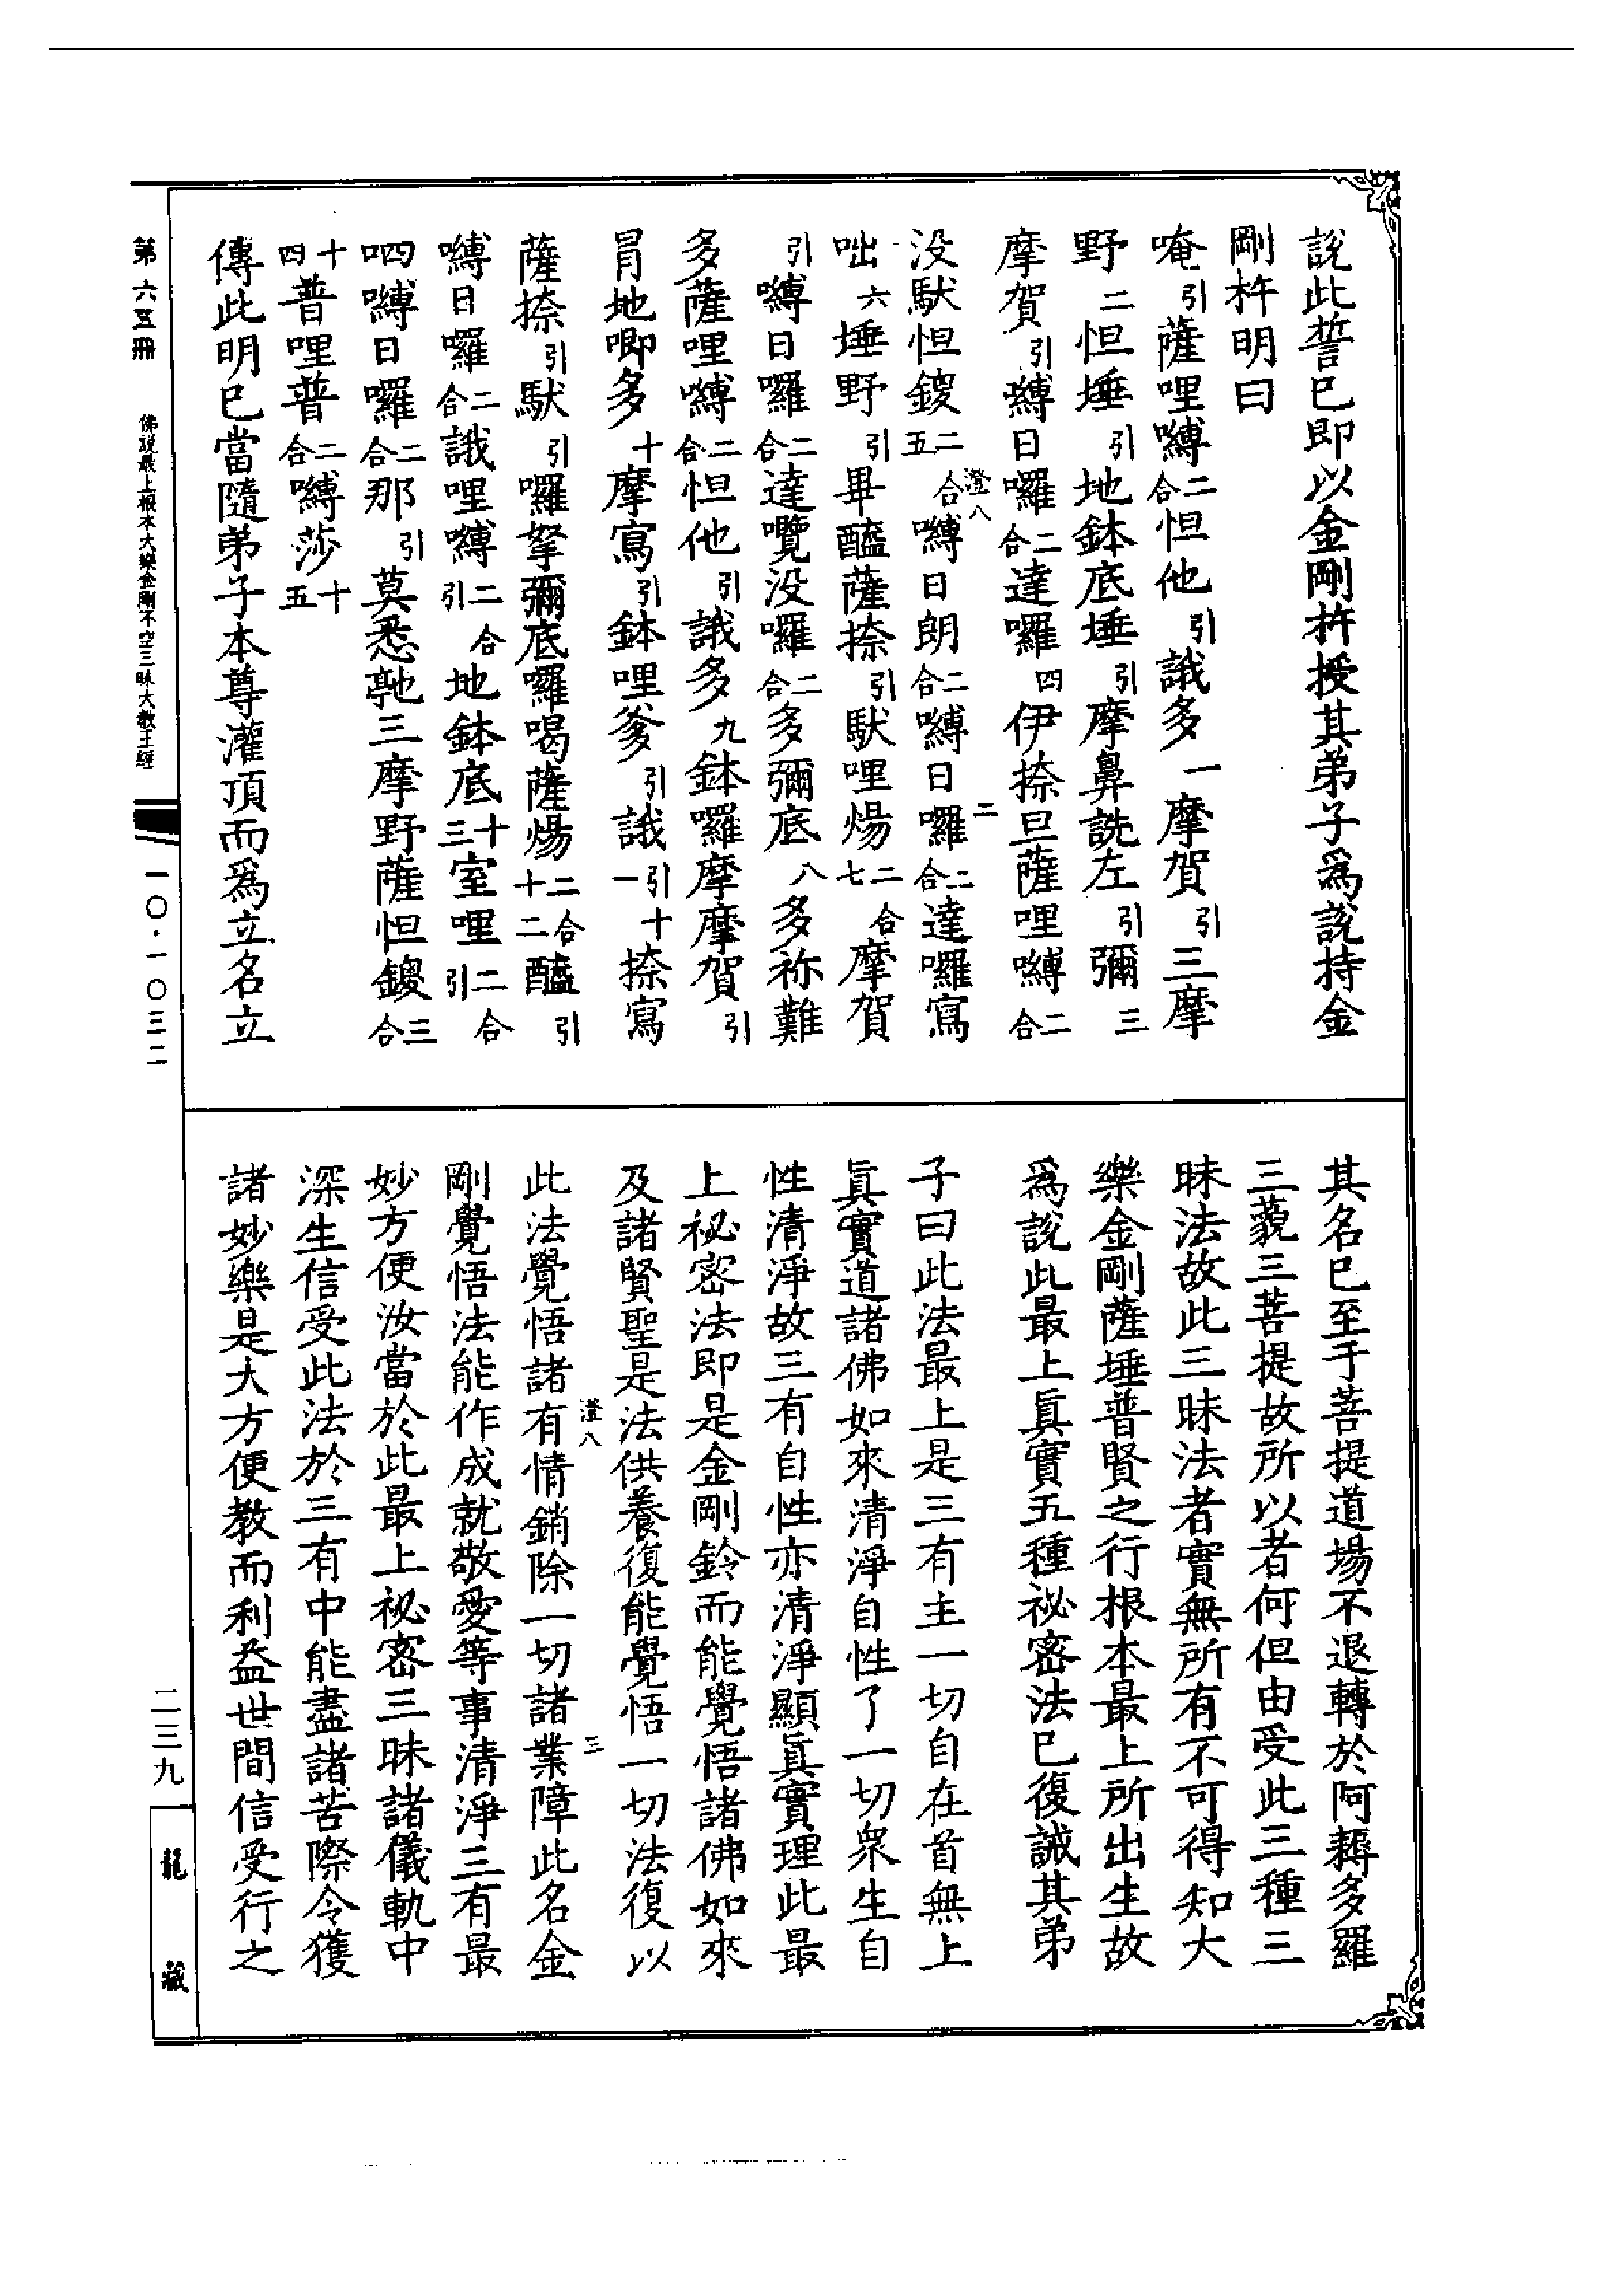 說此誓已即以金剛杵授其弟子爲說持金
剛杵明曰
唵引薩哩嚩二合怛他引誐多一摩賀引三摩
野二怛埵引地鉢底埵引摩鼻詵左引彌三
摩賀引嚩日囉二合達囉四伊捺旦薩哩嚩二合
没馱怛鑁二合五嚩日朗二合嚩日囉二合達囉寫
咄六埵野引畢醯薩捺引馱哩煬二合七摩賀
引嚩日囉二合達囕没囉二合多彌底八多祢難
多薩哩嚩二合怛他引誐多九鉢囉摩摩賀引
冐地唧多十摩寫引鉢哩爹引誐引十一捺寫
薩捺引馱引囉拏彌底囉喝薩煬二合十二醯引
嚩日囉二合誐哩嚩二合引地鉢底十三室哩二合引
呬嚩日囉二合那引莫悉馳三摩野薩怛鑁三合
十四普哩普二合嚩莎十五
傳此明已當隨弟子本尊灌頂而爲立名立
其名已至于菩提道場不退轉於阿耨多羅
三藐三菩提故所以者何但由受此三種三
昧法故此三昧法者實無所有不可得知大
樂金剛薩埵普賢之行根本最上所出生故
爲說此最上眞實五種祕密法已復誡其弟
子曰此法最上是三有主一切自在首無上
眞實道諸佛如來清淨自性了一切衆生自
性清淨故三有自性亦清淨顯眞實理此最
上祕密法即是金剛鈴而能覺悟諸佛如來
及諸賢聖是法供養復能覺悟一切法復以
此法覺悟諸有情銷除一切諸業障此名金
剛覺悟法能作成就敬愛等事清淨三有最
妙方便汝當於此最上祕密三昧諸儀軌中
深生信受此法於三有中能盡諸苦際令獲
諸妙樂是大方便教而利益世間信受行之
澄八
二
澄八
三
第六五冊
佛說最上根本大樂金剛不空三昧大教王經
一〇·一〇三二
二三九
龍藏